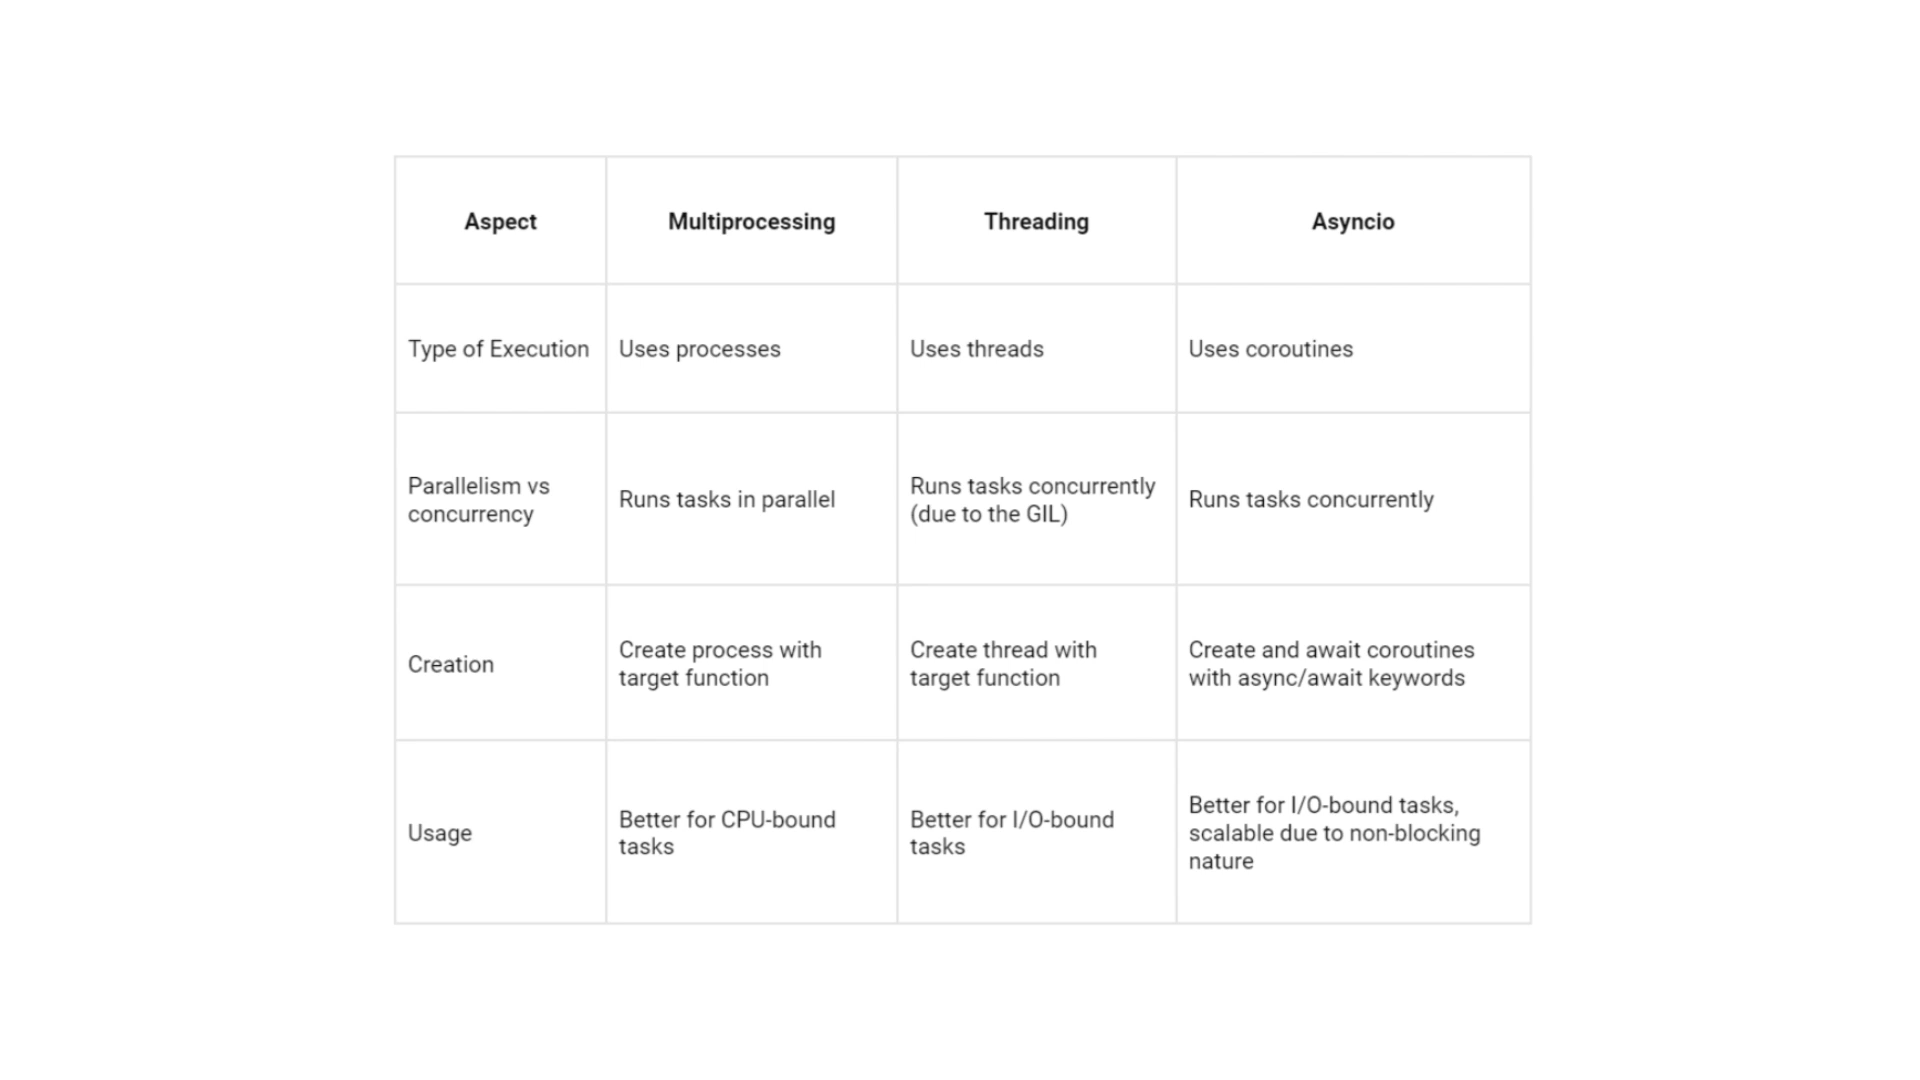 Aspect
Multiprocessing
Threading
Asyncio
Type of Execution
Uses processes
Uses threads
Uses coroutines
Parallelism vs
concurrency
Runs tasks in parallel
Runs tasks concurrently
(due to the GIL)
Runs tasks concurrently
Creation
Create process with
target function
Create thread with
target function
Create and await coroutines
with async/await keywords
Usage
Better for CPU-bound
tasks
Better for I/O-bound
tasks
Better for I/O-bound tasks,
scalable due to non-blocking
nature